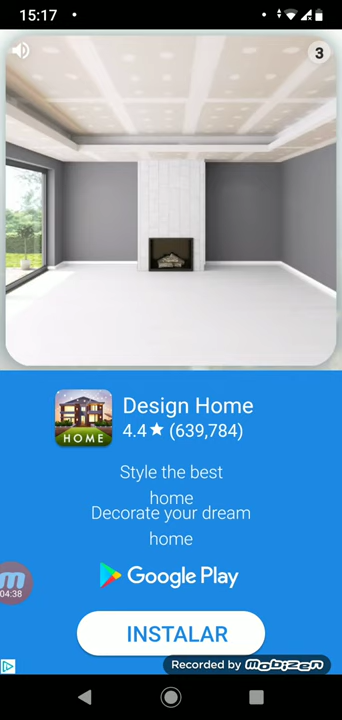 15:17
3
Design Home
4.4★ (639,784)
HOME
Style the best
home
Decorate your dream
home
Google Play
04:38
INSTALAR
Recorded by mobizen